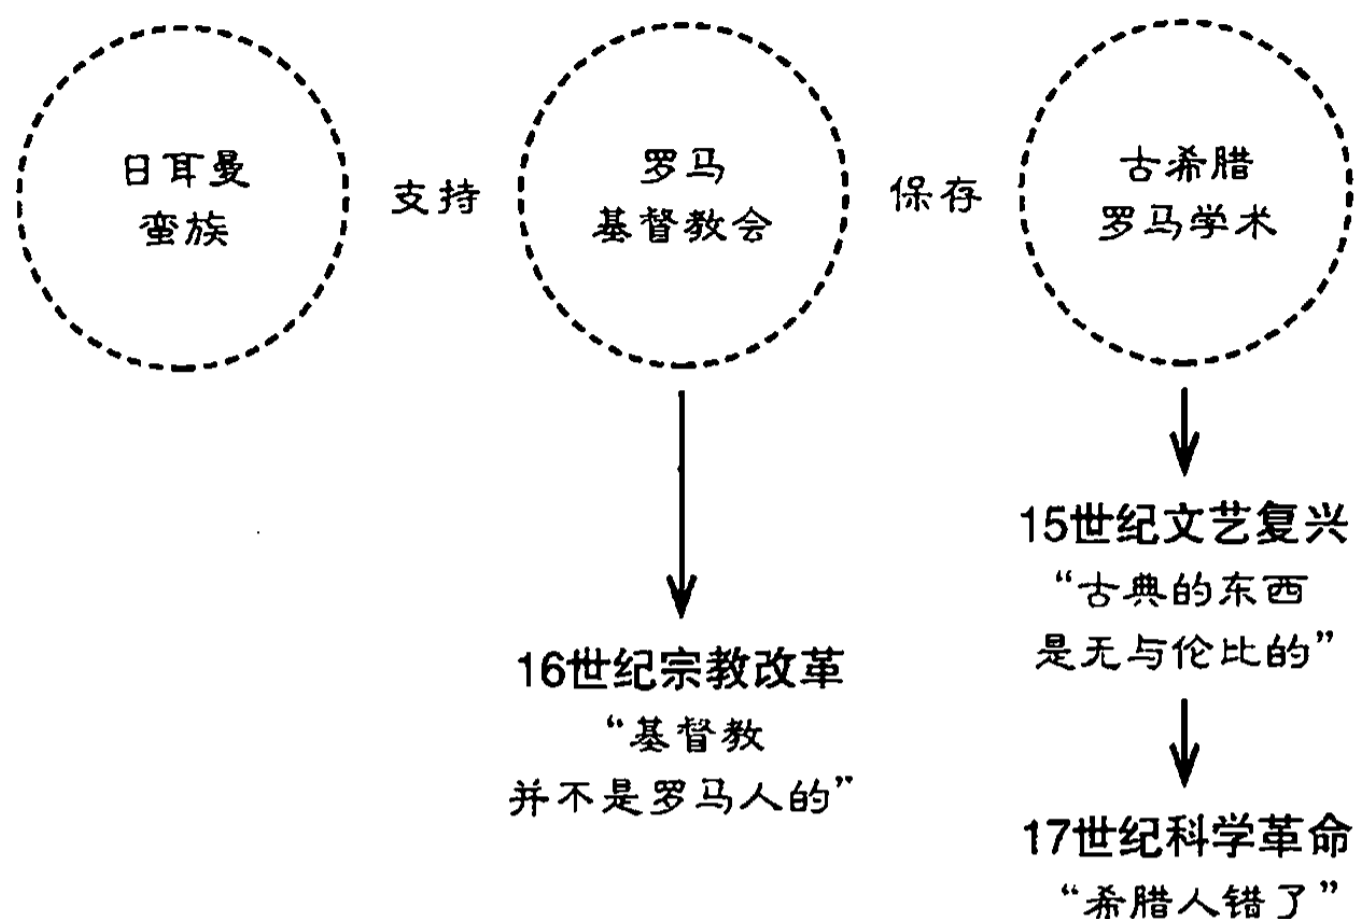 日耳曼
蛮族
支持
罗马
基督教会
保存
古希腊
罗马学术
15世纪文艺复兴
“古典的东西
是无与伦比的”
16世纪宗教改革
“基督教
并不是罗马人的”
17世纪科学革命
“希腊人错了”